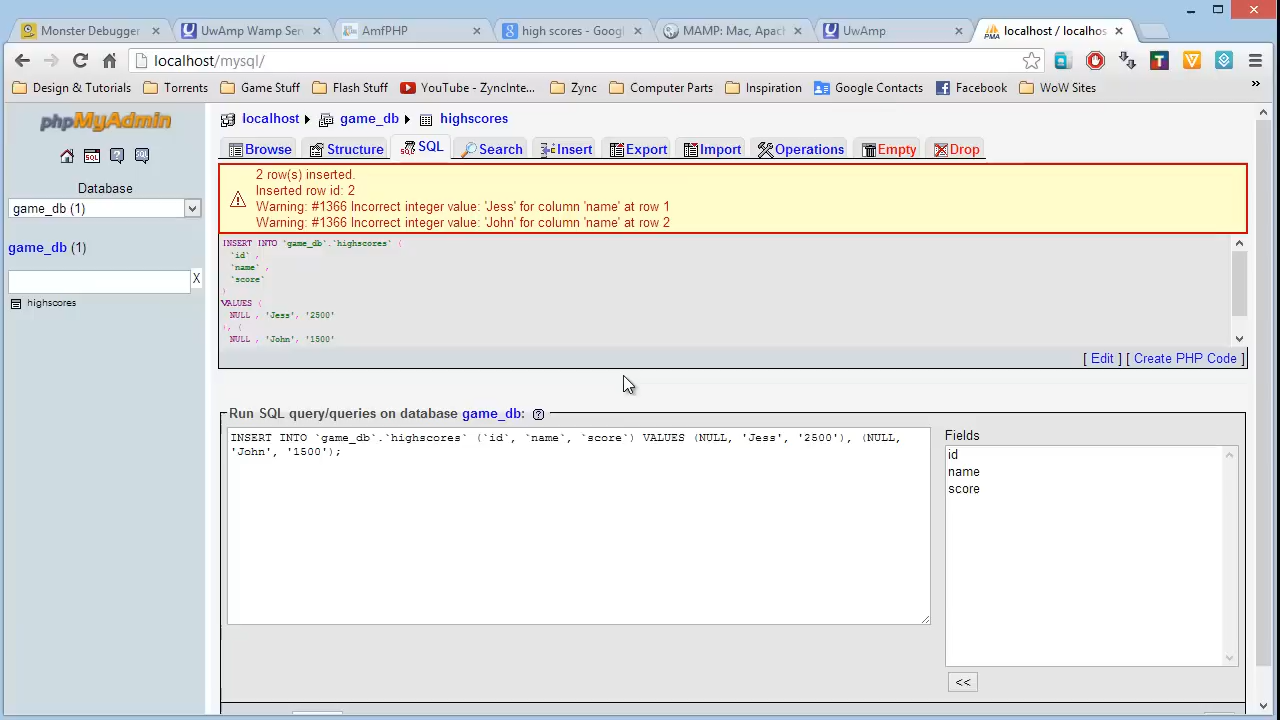 Monster Debugger
UwAmp Wamp Serv
AmfPHP
high scores - Googl
MAMP: Mac, Apach
UwAmp
localhost / localhos
localhost/mysql/
Design & Tutorials
Torrents
Game Stuff
Flash Stuff
YouTube - ZyncInte...
Zync
Computer Parts
Inspiration
Google Contacts
Facebook
WoW Sites
»
phpMyAdmin
Database
game_db (1)
game_db (1)
X
highscores
localhost
game_db
highscores
Browse
Structure
SQL
Search
Insert
Export
Import
Operations
Empty
Drop
2 row(s) inserted.
Inserted row id: 2
Warning: #1366 Incorrect integer value: 'Jess' for column 'name' at row 1
Warning: #1366 Incorrect integer value: 'John' for column 'name' at row 2
INSERT INTO `game_db`.`highscores` (
`id` ,
`name` ,
`score`
)
VALUES (
NULL , 'Jess', '2500'
), (
NULL , 'John', '1500'
[ Edit ] [ Create PHP Code ]
Run SQL query/queries on database game_db:
INSERT INTO `game_db`.`highscores` (`id`, `name`, `score`) VALUES (NULL, 'Jess', '2500'), (NULL,
'John', '1500');
Fields
id
name
score
<<